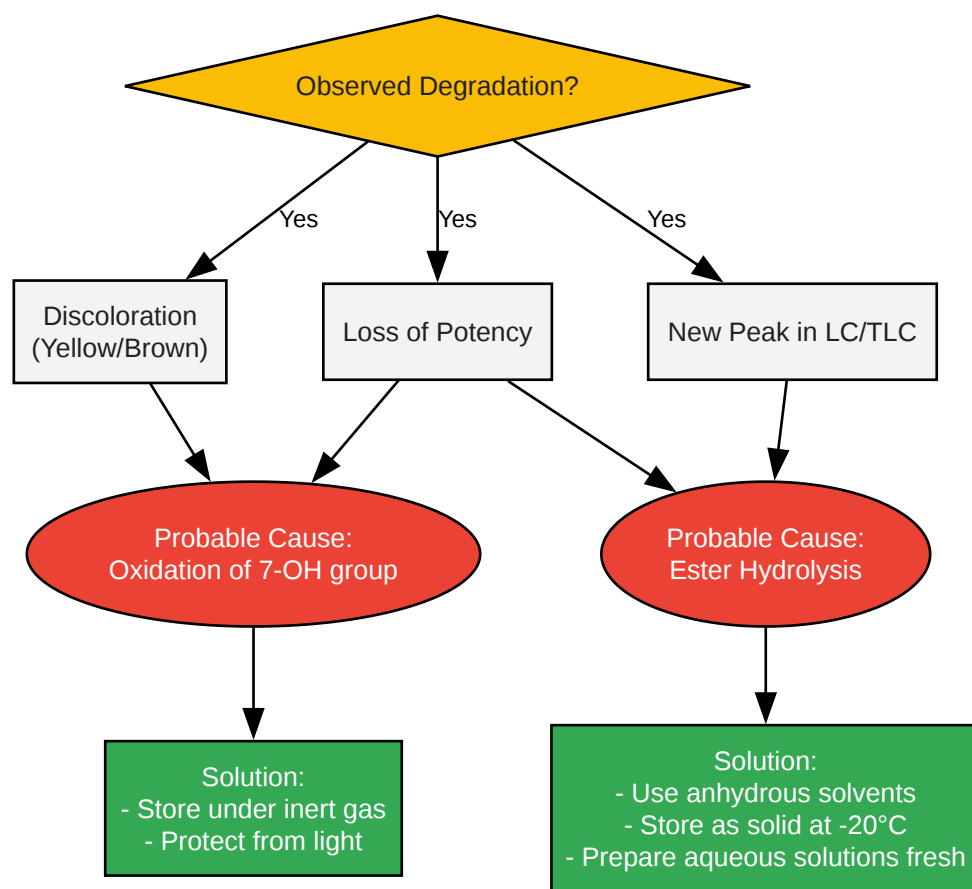 Observed Degradation?
Yes
Yes
Yes
Discoloration
(Yellow/Brown)
Loss of Potency
New Peak in LC/TLC
Probable Cause:
Oxidation of 7-OH group
Probable Cause:
Ester Hydrolysis
Solution:
- Store under inert gas
- Protect from light
Solution:
- Use anhydrous solvents
- Store as solid at -20°C
- Prepare aqueous solutions fresh